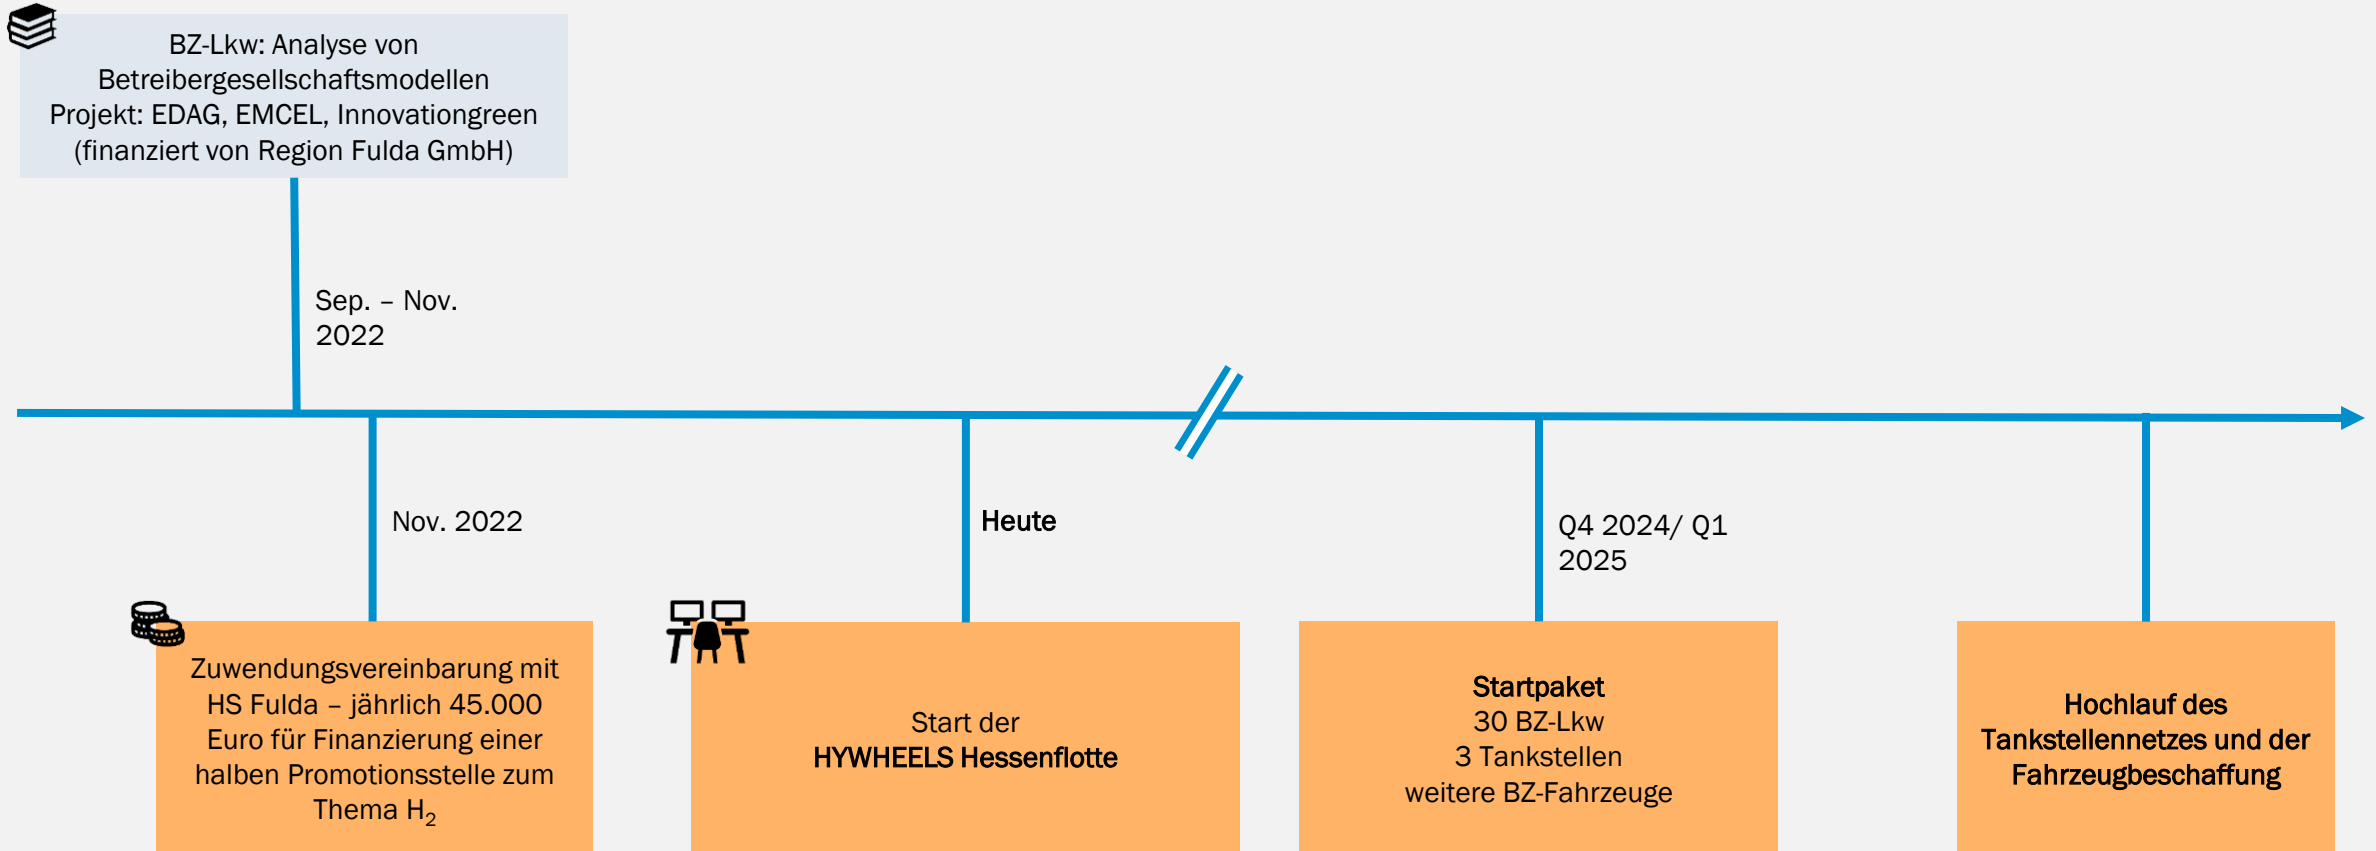 BZ-Lkw: Analyse von
Betreibergesellschaftsmodellen
Projekt: EDAG, EMCEL, Innovationgreen
(finanziert von Region Fulda GmbH)
Sep. – Nov.
2022
Nov. 2022
Heute
Q4 2024/ Q1
2025
Zuwendungsvereinbarung mit
HS Fulda – jährlich 45.000
Euro für Finanzierung einer
halben Promotionsstelle zum
Thema H₂
Start der
HYWHEELS Hessenflotte
Startpaket
30 BZ-Lkw
3 Tankstellen
weitere BZ-Fahrzeuge
Hochlauf des
Tankstellennetzes und der
Fahrzeugbeschaffung